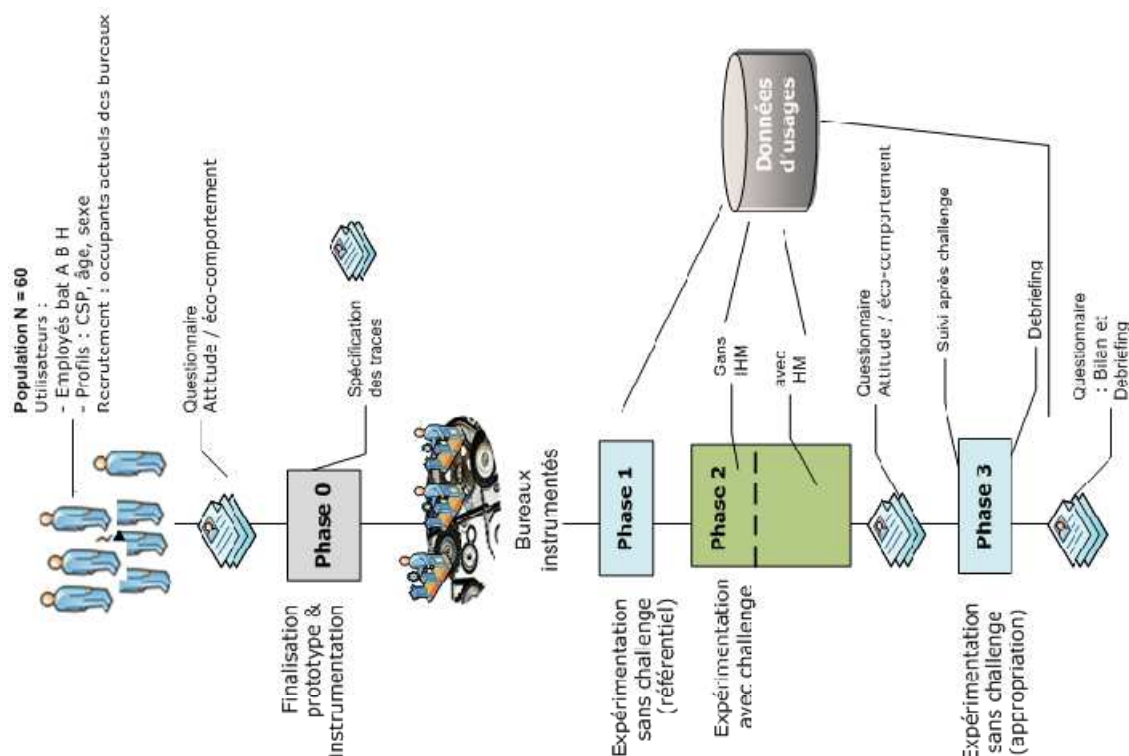 Population N = 60
Utilisateurs :
- Employés bat A B H
- Profils : CSP, âge, sexe
Recrutement : occupants actuels des bureaux
Questionnaire
Attitude / éco-comportement
Phase 0
Finalisation
prototype &
Instrumentation
Spécification
des traces
Bureaux
instrumentés
Phase 1
Expérimentation
sans challenge
(référentiel)
Données
d'usages
Phase 2
Expérimentation
avec challenge
Sans
IHM
avec
HM
Questionnaire
Attitude / éco-comportement
Phase 3
Expérimentation
sans challenge
(appropriation)
Suivi après challenge
Debriefing
Questionnaire
: Bilan et
Debriefing